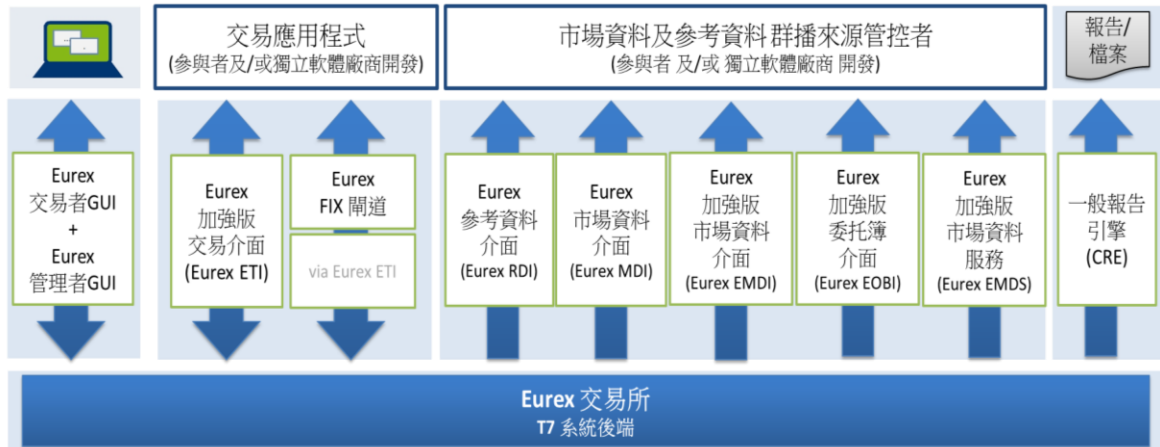 交易應用程式
(參與者及/或獨立軟體廠商開發)
市場資料及參考資料 群播來源管控者
(參與者 及/或 獨立軟體廠商 開發)
報告/
檔案
Eurex
交易者GUI
+
Eurex
管理者GUI
Eurex
加強版
交易介面
(Eurex ETI)
Eurex
FIX 閘道
via Eurex ETI
Eurex
參考資料
介面
(Eurex RDI)
Eurex
市場資料
介面
(Eurex MDI)
Eurex
加強版
市場資料
介面
(Eurex EMDI)
Eurex
加強版
委托簿
介面
(Eurex EOBI)
Eurex
加強版
市場資料
服務
(Eurex EMDS)
一般報告
引擎
(CRE)
Eurex 交易所
T7 系統後端